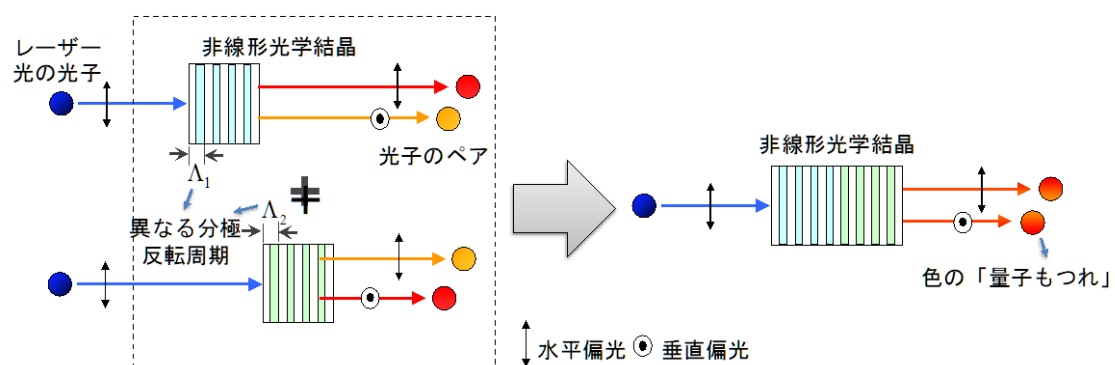 レーザー
光の光子
非線形光学結晶
光子のペア
Λ1
Λ2
異なる分極
反転周期
+
非線形光学結晶
色の「量子もつれ」
水平偏光
垂直偏光